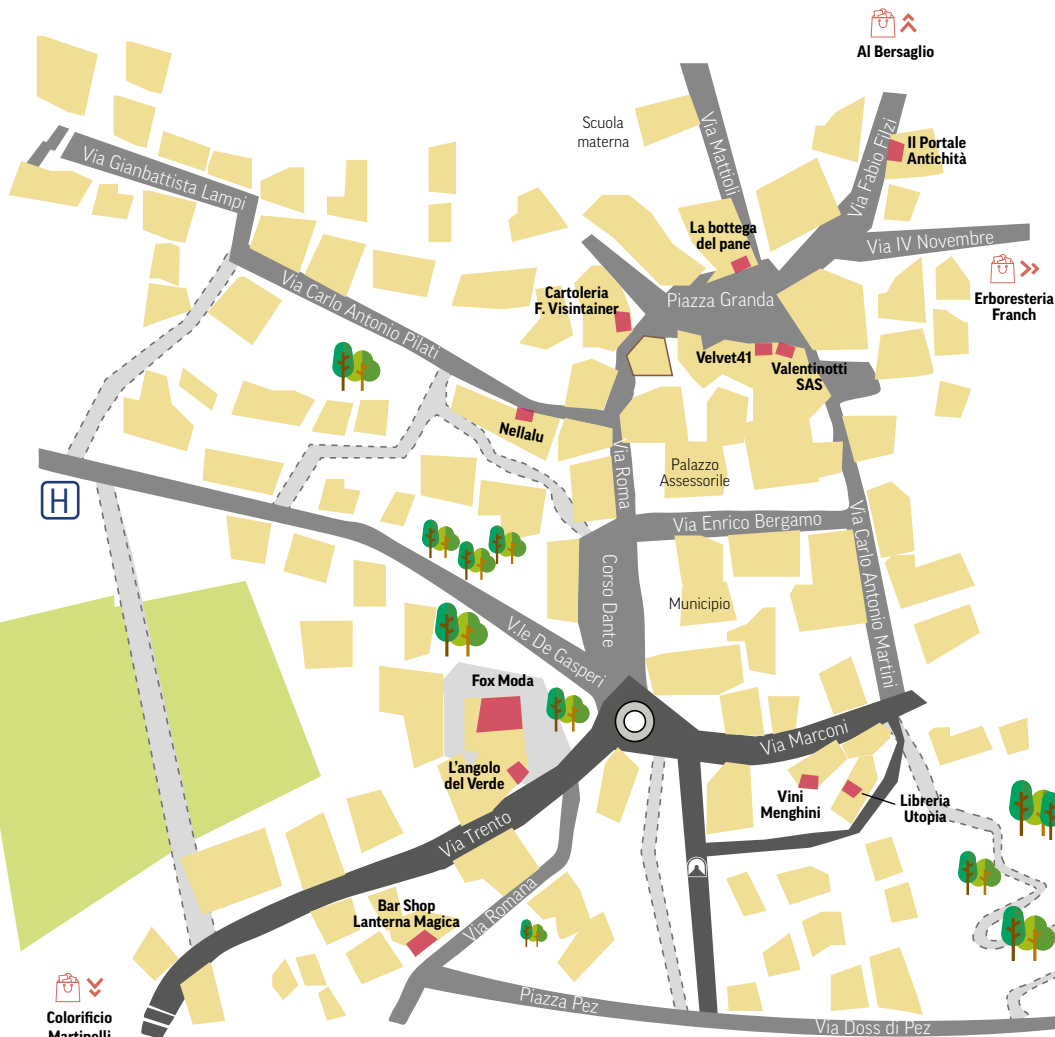 Al Bersaglio
Scuola
materna
Via Mattioli
Via Fabio Filzi
Il Portale
Antichità
Via Gianbattista Lampi
La bottega
del pane
Via IV Novembre
Via Carlo Antonio Pilati
Cartoleria
F. Visintainer
Piazza Granda
Erboresteria
Franch
Velvet41
Valentinotti
SAS
Nellalu
Via Roma
Palazzo
Assessorile
H
Via Enrico Bergamo
Via Carlo Antonio Martini
Corso Dante
Municipio
V.le De Gasperi
Fox Moda
Via Marconi
L'angolo
del Verde
Vini
Menghini
Libreria
Utopia
Via Trento
Bar Shop
Lanterna Magica
Via Romana
Piazza Pez
Colorificio
Martinelli
Via Doss di Pez